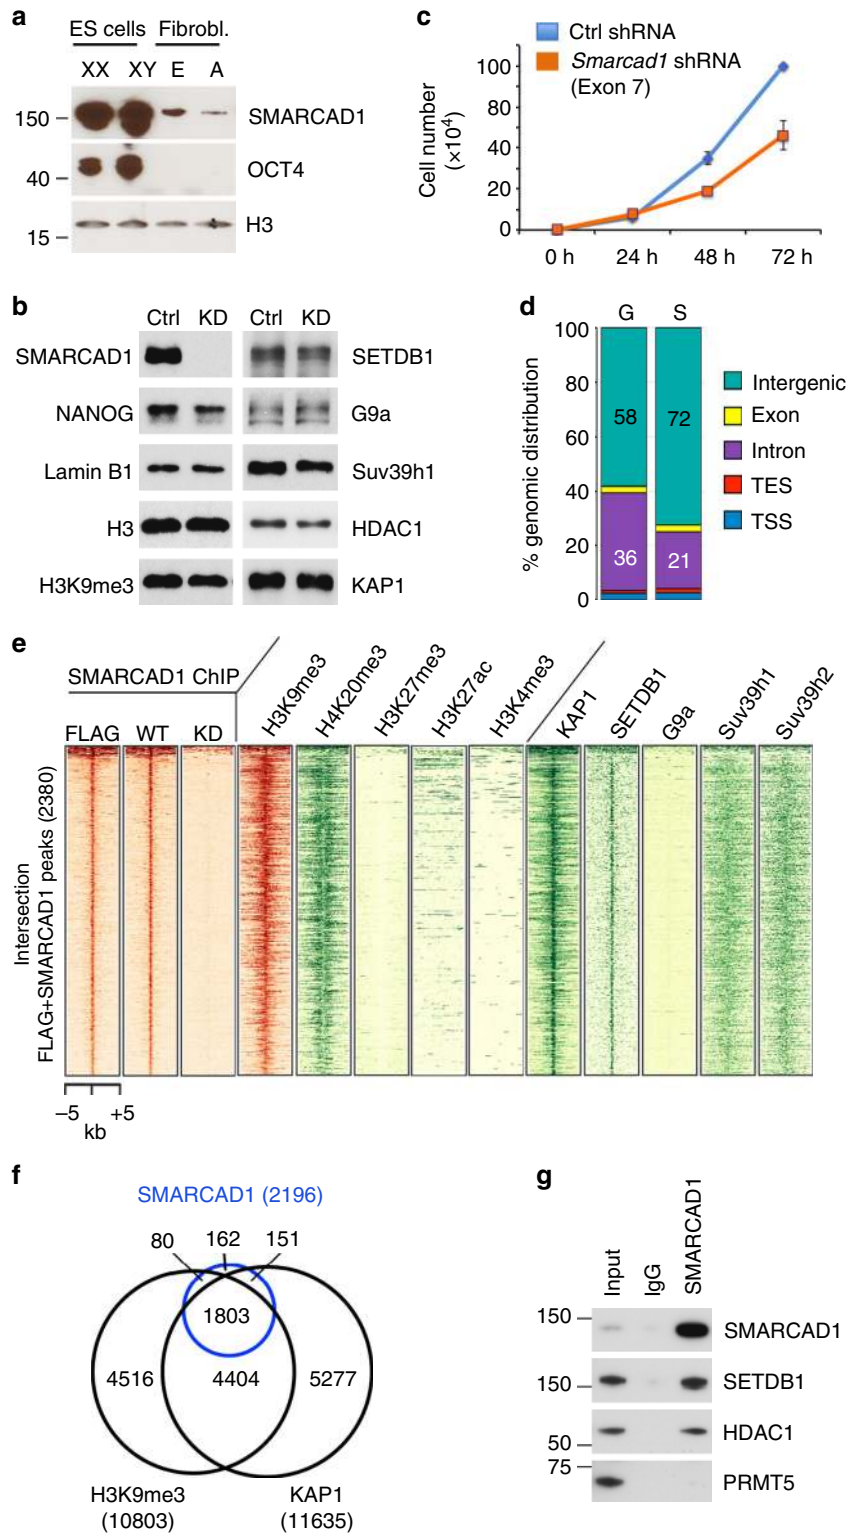 a
ES cells Fibrobl.
XX XY E A
150
SMARCAD1
40
OCT4
15
H3
b
Ctrl KD Ctrl KD
SMARCAD1
SETDB1
NANOG
G9a
Lamin B1
Suv39h1
H3
HDAC1
H3K9me3
KAP1
c
Ctrl shRNA
Smarcad1 shRNA
(Exon 7)
Cell number
(×10⁴)
100
80
40
20
0
0 h 24 h 48 h 72 h
d
G S
% genomic distribution
100
80
60
40
20
0
58
72
36
21
Intergenic
Exon
Intron
TES
TSS
e
SMARCAD1 ChIP
FLAG WT KD
H3K9me3
H4K20me3
H3K27me3
H3K27ac
H3K4me3
KAP1
SETDB1
G9a
Suv39h1
Suv39h2
Intersection
FLAG+SMARCAD1 peaks (2380)
–5 +5
kb
f
SMARCAD1 (2196)
80 162 151
1803
4516 4404 5277
H3K9me3
(10803)
KAP1
(11635)
g
Input
IgG
SMARCAD1
150
SMARCAD1
150
SETDB1
50
HDAC1
75
PRMT5